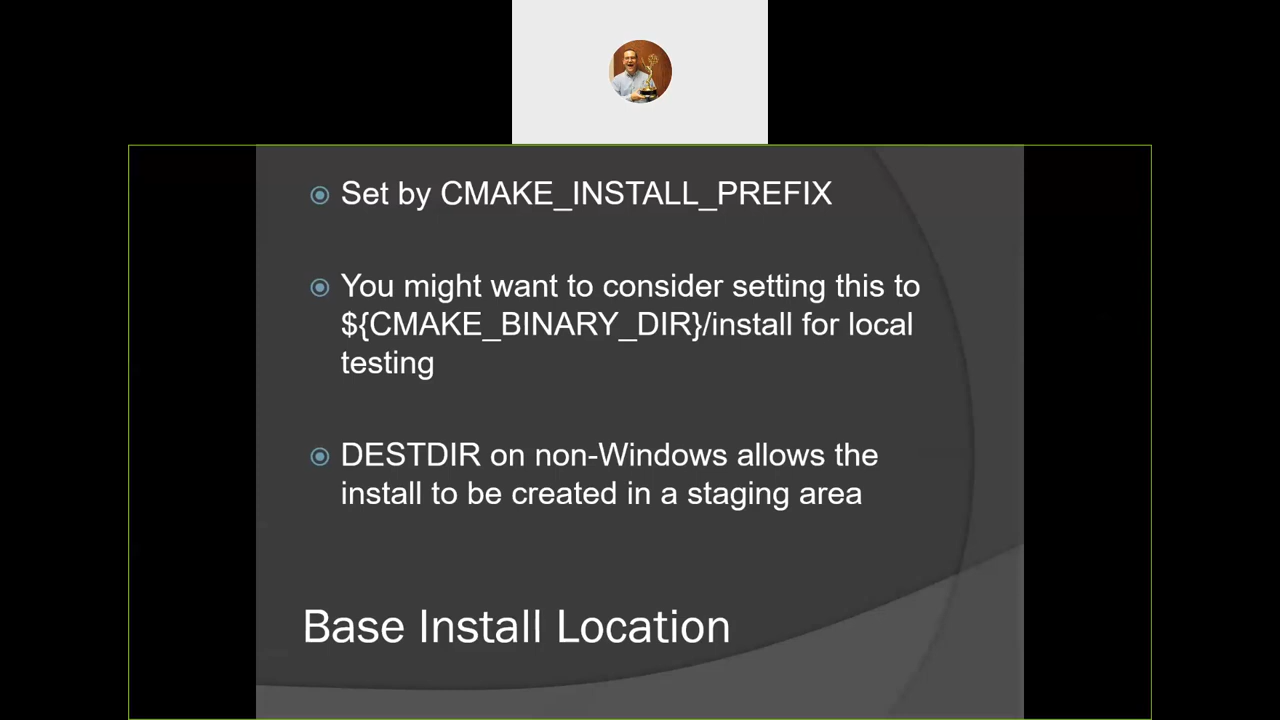 Set by CMAKE_INSTALL_PREFIX
You might want to consider setting this to
${CMAKE_BINARY_DIR}/install for local
testing
DESTDIR on non-Windows allows the
install to be created in a staging area
Base Install Location